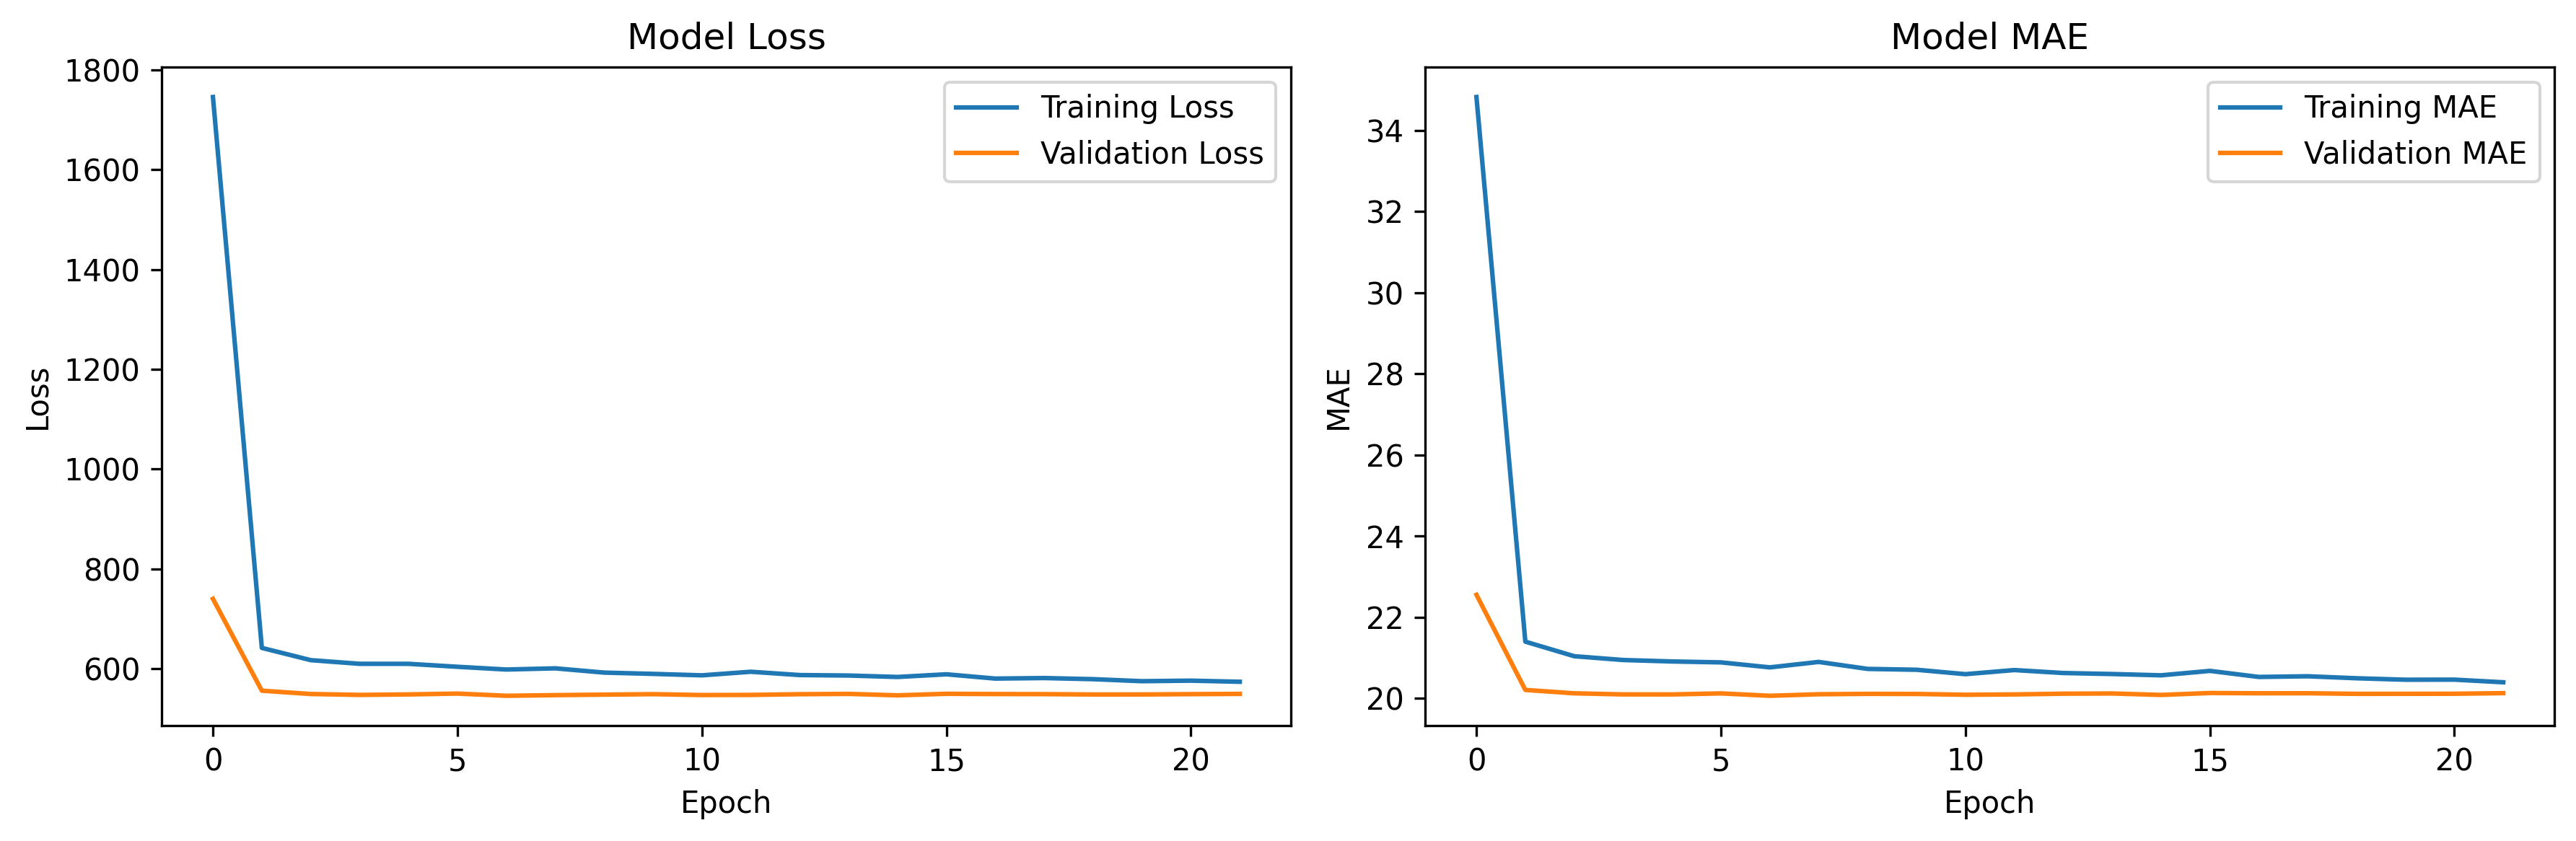 Model Loss
1800
1600
1400
1200
1000
800
600
Loss
0 5 10 15 20
Epoch
Training Loss
Validation Loss
Model MAE
34
32
30
28
26
24
22
20
MAE
0 5 10 15 20
Epoch
Training MAE
Validation MAE